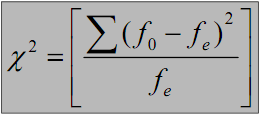 χ² = [ ∑(f₀ − fₑ)² / fₑ ]